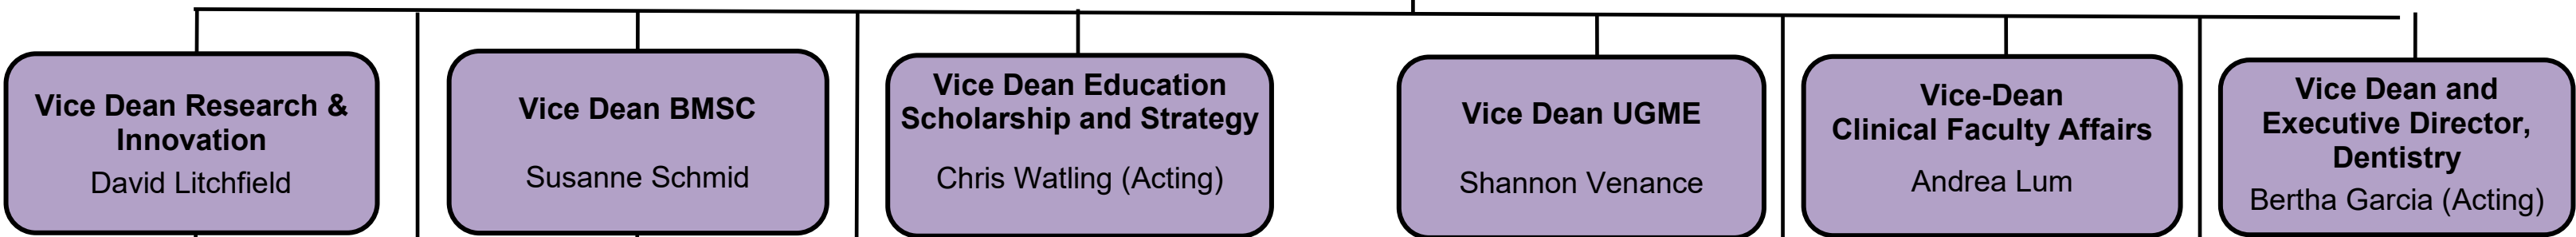 Vice Dean Research &
Innovation
David Litchfield
Vice Dean BMSC
Susanne Schmid
Vice Dean Education
Scholarship and Strategy
Chris Watling (Acting)
Vice Dean UGME
Shannon Venance
Vice-Dean
Clinical Faculty Affairs
Andrea Lum
Vice Dean and
Executive Director,
Dentistry
Bertha Garcia (Acting)